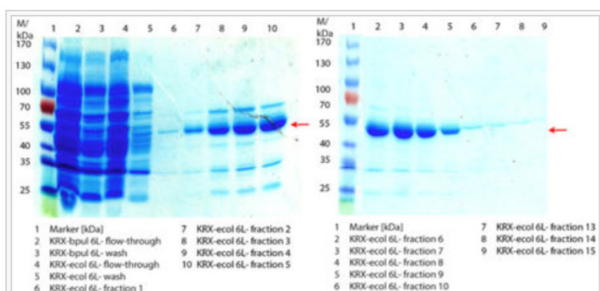 M/
kDa
1 2 3 4 5 6 7 8 9 10
170
130
100
70
55
40
35
25
1 Marker [kDa]
2 KRX-bpul 6L- flow-through
3 KRX-bpul 6L- wash
4 KRX-ecol 6L- flow-through
5 KRX-ecol 6L- wash
6 KRX-ecol 6L- fraction 1
7 KRX-ecol 6L- fraction 2
8 KRX-ecol 6L- fraction 3
9 KRX-ecol 6L- fraction 4
10 KRX-ecol 6L- fraction 5
M/
kDa
1 2 3 4 5 6 7 8 9
170
130
100
70
55
40
35
25
1 Marker [kDa]
2 KRX-ecol 6L- fraction 6
3 KRX-ecol 6L- fraction 7
4 KRX-ecol 6L- fraction 8
5 KRX-ecol 6L- fraction 9
6 KRX-ecol 6L- fraction 10
7 KRX-ecol 6L- fraction 13
8 KRX-ecol 6L- fraction 14
9 KRX-ecol 6L- fraction 15